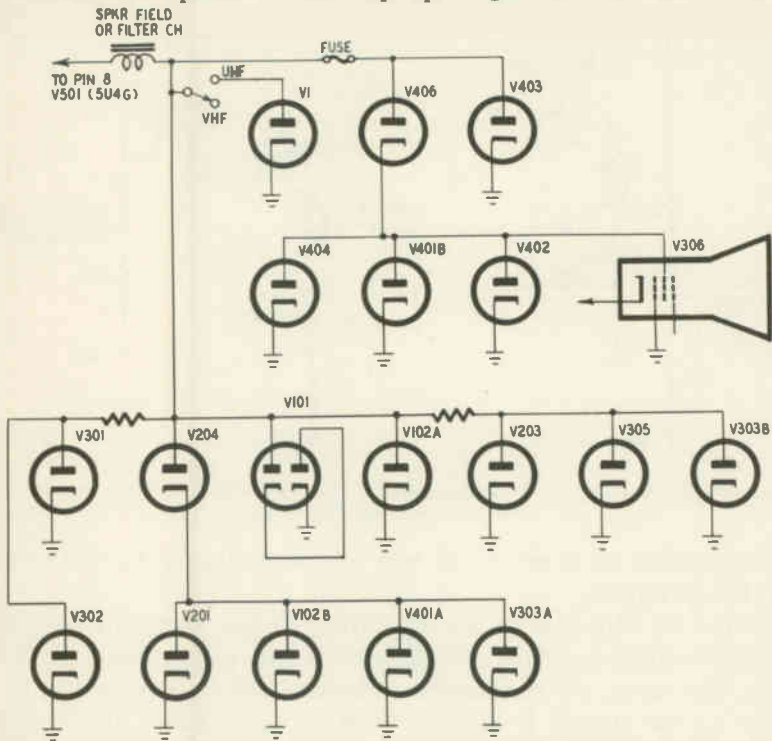 SPKR FIELD
OR FILTER CH
FUSE
TO PIN 8
V501 (5U4G)
UHF
VHF
V1
V406
V403
V404
V401B
V402
V306
V301
V204
V101
V102A
V203
V305
V303B
V302
V201
V102B
V401A
V303A